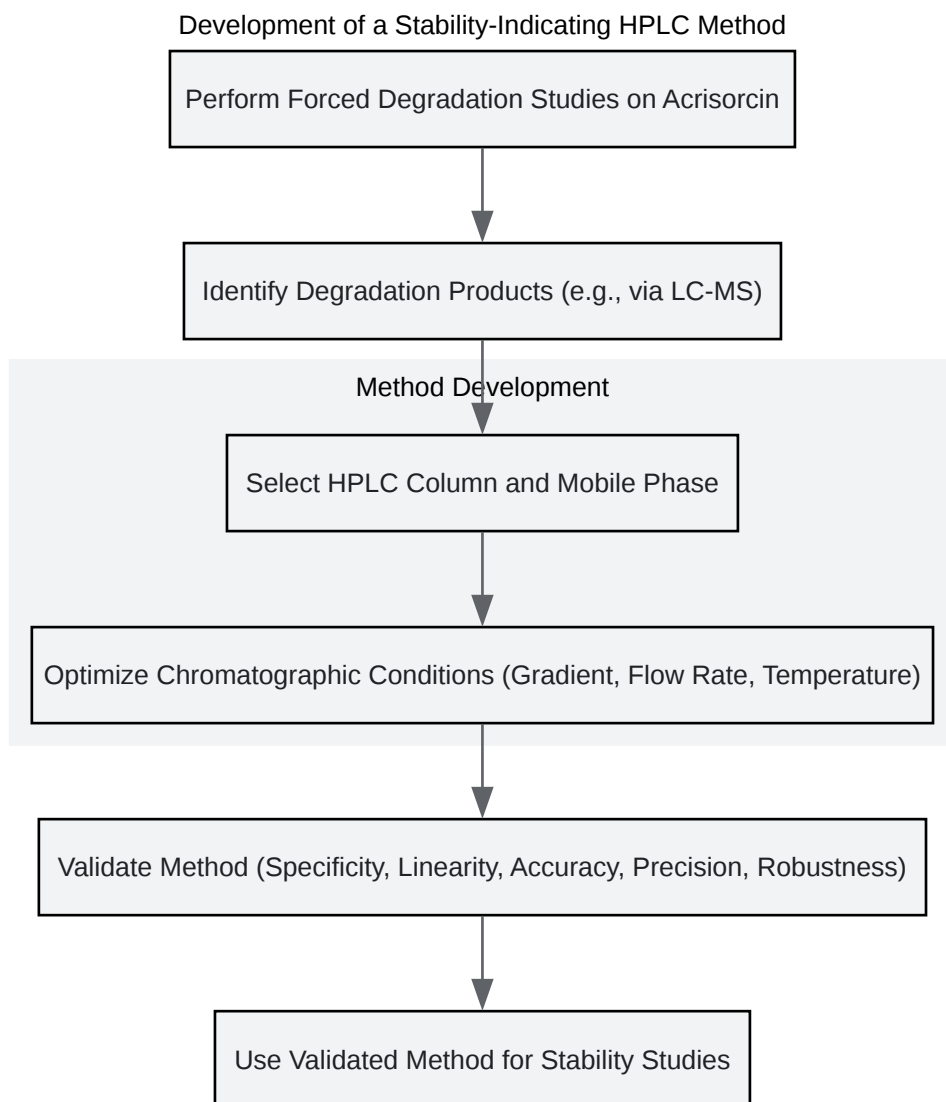 Development of a Stability-Indicating HPLC Method
Perform Forced Degradation Studies on Acrisorcin
Identify Degradation Products (e.g., via LC-MS)
Method Development
Select HPLC Column and Mobile Phase
Optimize Chromatographic Conditions (Gradient, Flow Rate, Temperature)
Validate Method (Specificity, Linearity, Accuracy, Precision, Robustness)
Use Validated Method for Stability Studies